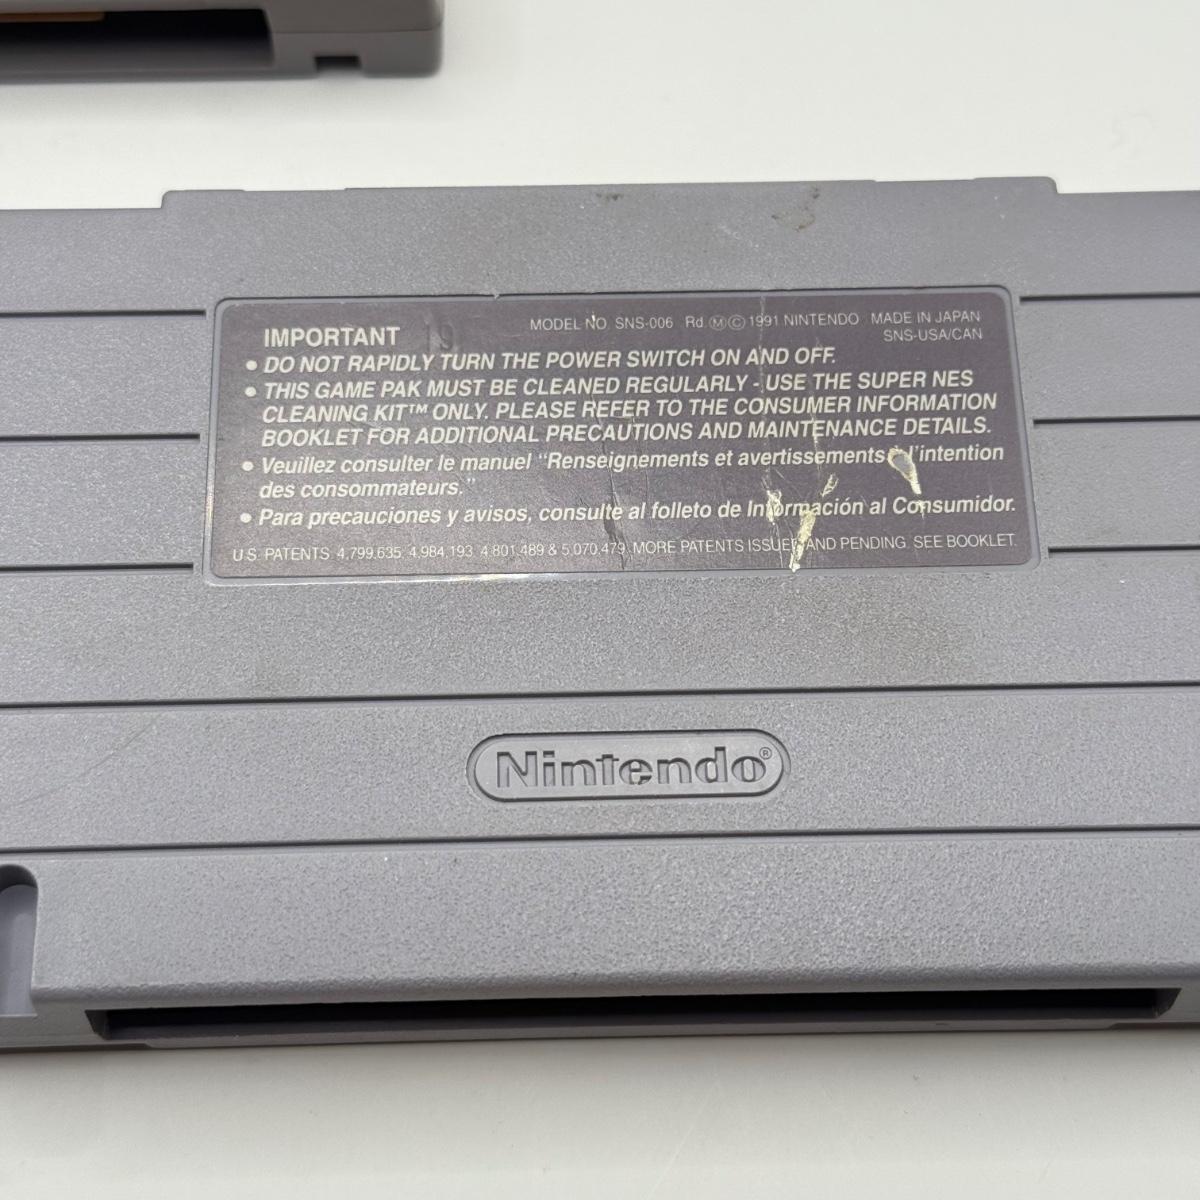 IMPORTANT 19 MODEL NO. SNS-006 Rd. Ⓜ©1991 NINTENDO MADE IN JAPAN
SNS-USA/CAN
• DO NOT RAPIDLY TURN THE POWER SWITCH ON AND OFF.
• THIS GAME PAK MUST BE CLEANED REGULARLY - USE THE SUPER NES
CLEANING KIT™ ONLY. PLEASE REFER TO THE CONSUMER INFORMATION
BOOKLET FOR ADDITIONAL PRECAUTIONS AND MAINTENANCE DETAILS.
• Veuillez consulter le manuel "Renseignements et avertissements l'intention
des consommateurs."
• Para precauciones y avisos, consulte al folleto de Información al Consumidor.
U.S. PATENTS 4,799,635 4,984,193 4,801,489 & 5,070,479. MORE PATENTS ISSUED AND PENDING. SEE BOOKLET.
Nintendo®